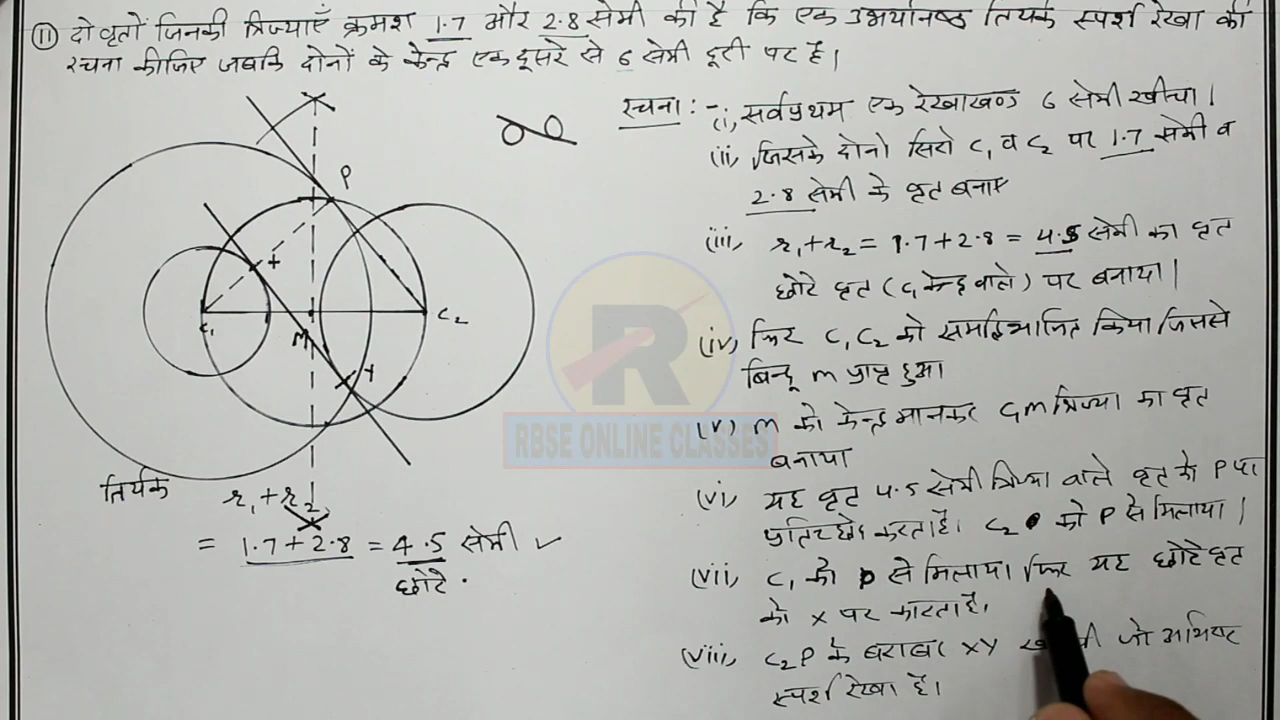 11 दो वृतों जिनकी त्रिज्याएँ क्रमश 1.7 और 2.8 सेमी की है कि एक उभयनिष्ठ तिर्यक स्पर्श रेखा की
रचना कीजिए जबकि दोनों के केन्द्र एक दूसरे से 6 सेमी दूरी पर है।
रचना :- (i) सर्वप्रथम एक रेखाखण्ड 6 सेमी खींचा।
(ii) जिसके दोनो सिरो C₁ व C₂ पर 1.7 सेमी व
2.8 सेमी के वृत बनाए
(iii) r₁+r₂ = 1.7+2.8 = 4.5 सेमी का वृत
छोटे वृत (C₁ केन्द्र वाले) पर बनाया।
(iv) फिर C₁C₂ को समद्विभाजित किया जिससे
बिन्दू m प्राप्त हुआ
(v) m को केन्द्र मानकर C₁m त्रिज्या का वृत
बनाया
(vi) यह वृत 4.5 सेमी त्रिज्या वाले वृत को P पर
प्रतिच्छेद करता है। C₂ को P से मिलाया।
(vii) C₁ को P से मिलाया फिर यह छोटे वृत
को x पर काटता है।
(viii) C₂P के बराबर XY जो अभिष्ट
स्पर्श रेखा है।
P
C₁
M
C₂
तिर्यक
r₁+r₂
= 1.7+2.8 = 4.5 सेमी ✓
छोटे .
R
RBSE ONLINE CLASSES